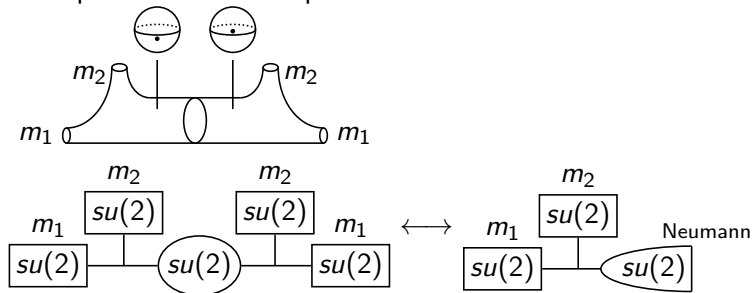 m₂ m₂
m₁ m₁
m₂ m₂ m₂
m₁ m₁ m₁ Neumann
su(2) su(2) su(2)
su(2) su(2) su(2) ⟷ su(2) su(2)